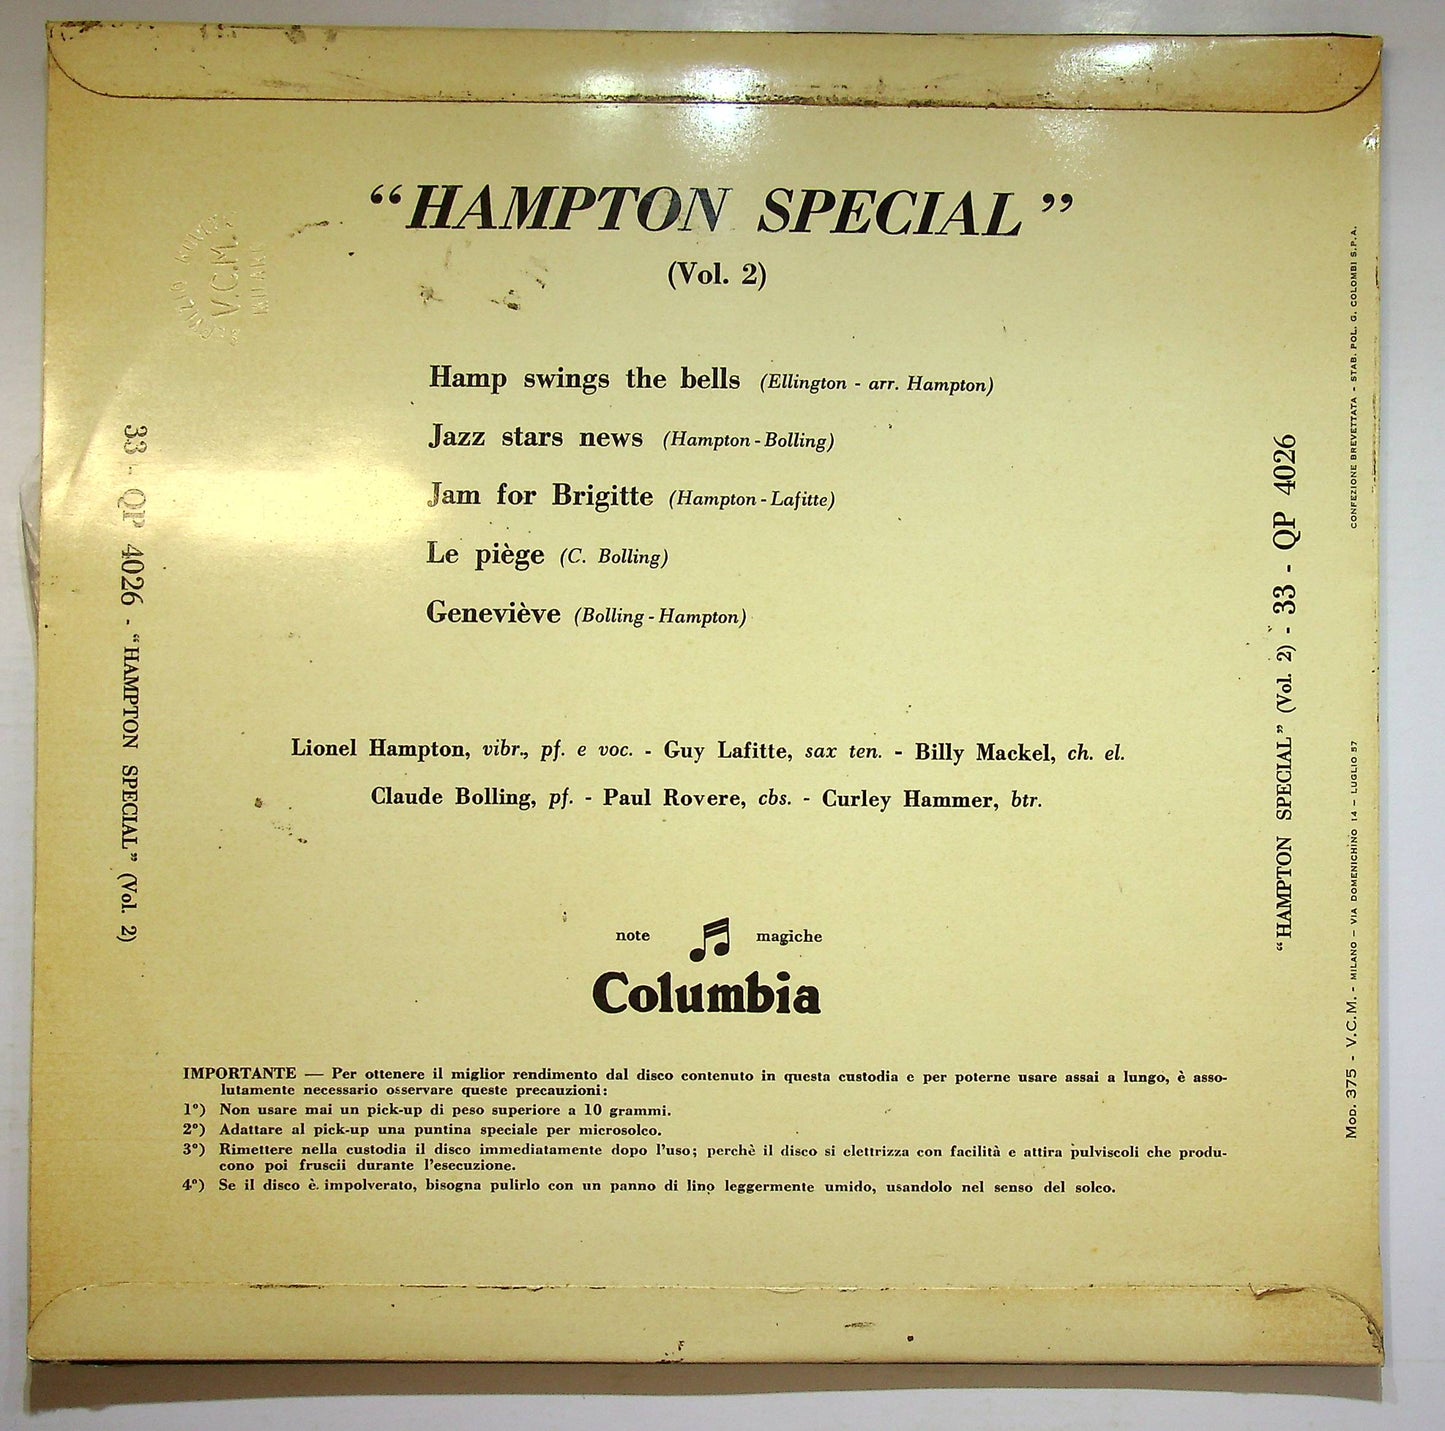 “HAMPTON SPECIAL”
(Vol. 2)
Hamp swings the bells (Ellington - arr. Hampton)
Jazz stars news (Hampton - Bolling)
Jam for Brigitte (Hampton - Lafitte)
Le piège (C. Bolling)
Geneviève (Bolling - Hampton)
Lionel Hampton, vibr., pf. e voc. - Guy Lafitte, sax ten. - Billy Mackel, ch. el.
Claude Bolling, pf. - Paul Rovere, cbs. - Curley Hammer, btr.
note magiche
Columbia
IMPORTANTE — Per ottenere il miglior rendimento dal disco contenuto in questa custodia e per poterne usare assai a lungo, è asso-
lutamente necessario osservare queste precauzioni:
1°) Non usare mai un pick-up di peso superiore a 10 grammi.
2°) Adattare al pick-up una puntina speciale per microsolco.
3°) Rimettere nella custodia il disco immediatamente dopo l'uso; perchè il disco si elettrizza con facilità e attira pulviscoli che produ-
cono poi fruscii durante l'esecuzione.
4°) Se il disco è impolverato, bisogna pulirlo con un panno di lino leggermente umido, usandolo nel senso del solco.
33 - QP 4026 - “HAMPTON SPECIAL” (Vol. 2)
“HAMPTON SPECIAL” (Vol. 2) - 33 - QP 4026
MOD. 375 - V.C.M. - MILANO - VIA DOMENICHINO 14 - LUGLIO 57
CONFEZIONE BREVETTATA - STAB. POL. G. COLOMBI S.P.A.
V.C.M.
MILANO